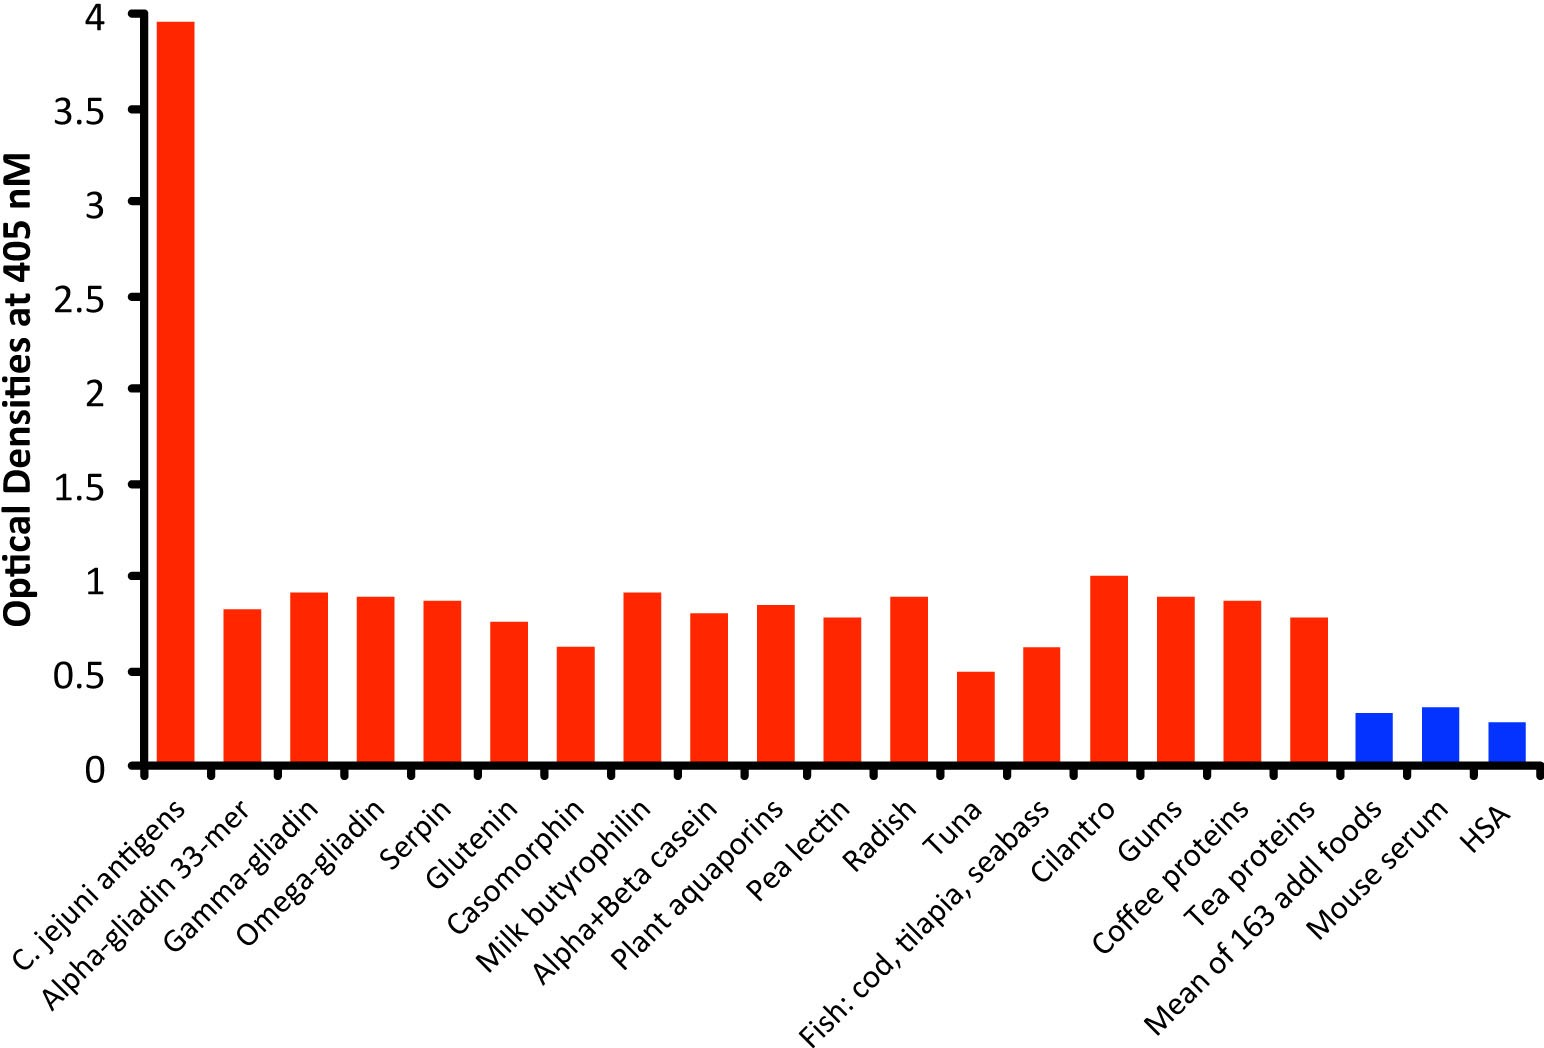 Optical Densities at 405 nM
4
3.5
3
2.5
2
1.5
1
0.5
0
C. jejuni antigens
Alpha-gliadin 33-mer
Gamma-gliadin
Omega-gliadin
Serpin
Glutenin
Casomorphin
Milk butyrophilin
Alpha+Beta casein
Plant aquaporins
Pea lectin
Radish
Tuna
Fish: cod, tilapia, seabass
Cilantro
Gums
Coffee proteins
Tea proteins
Mean of 163 addl foods
Mouse serum
HSA